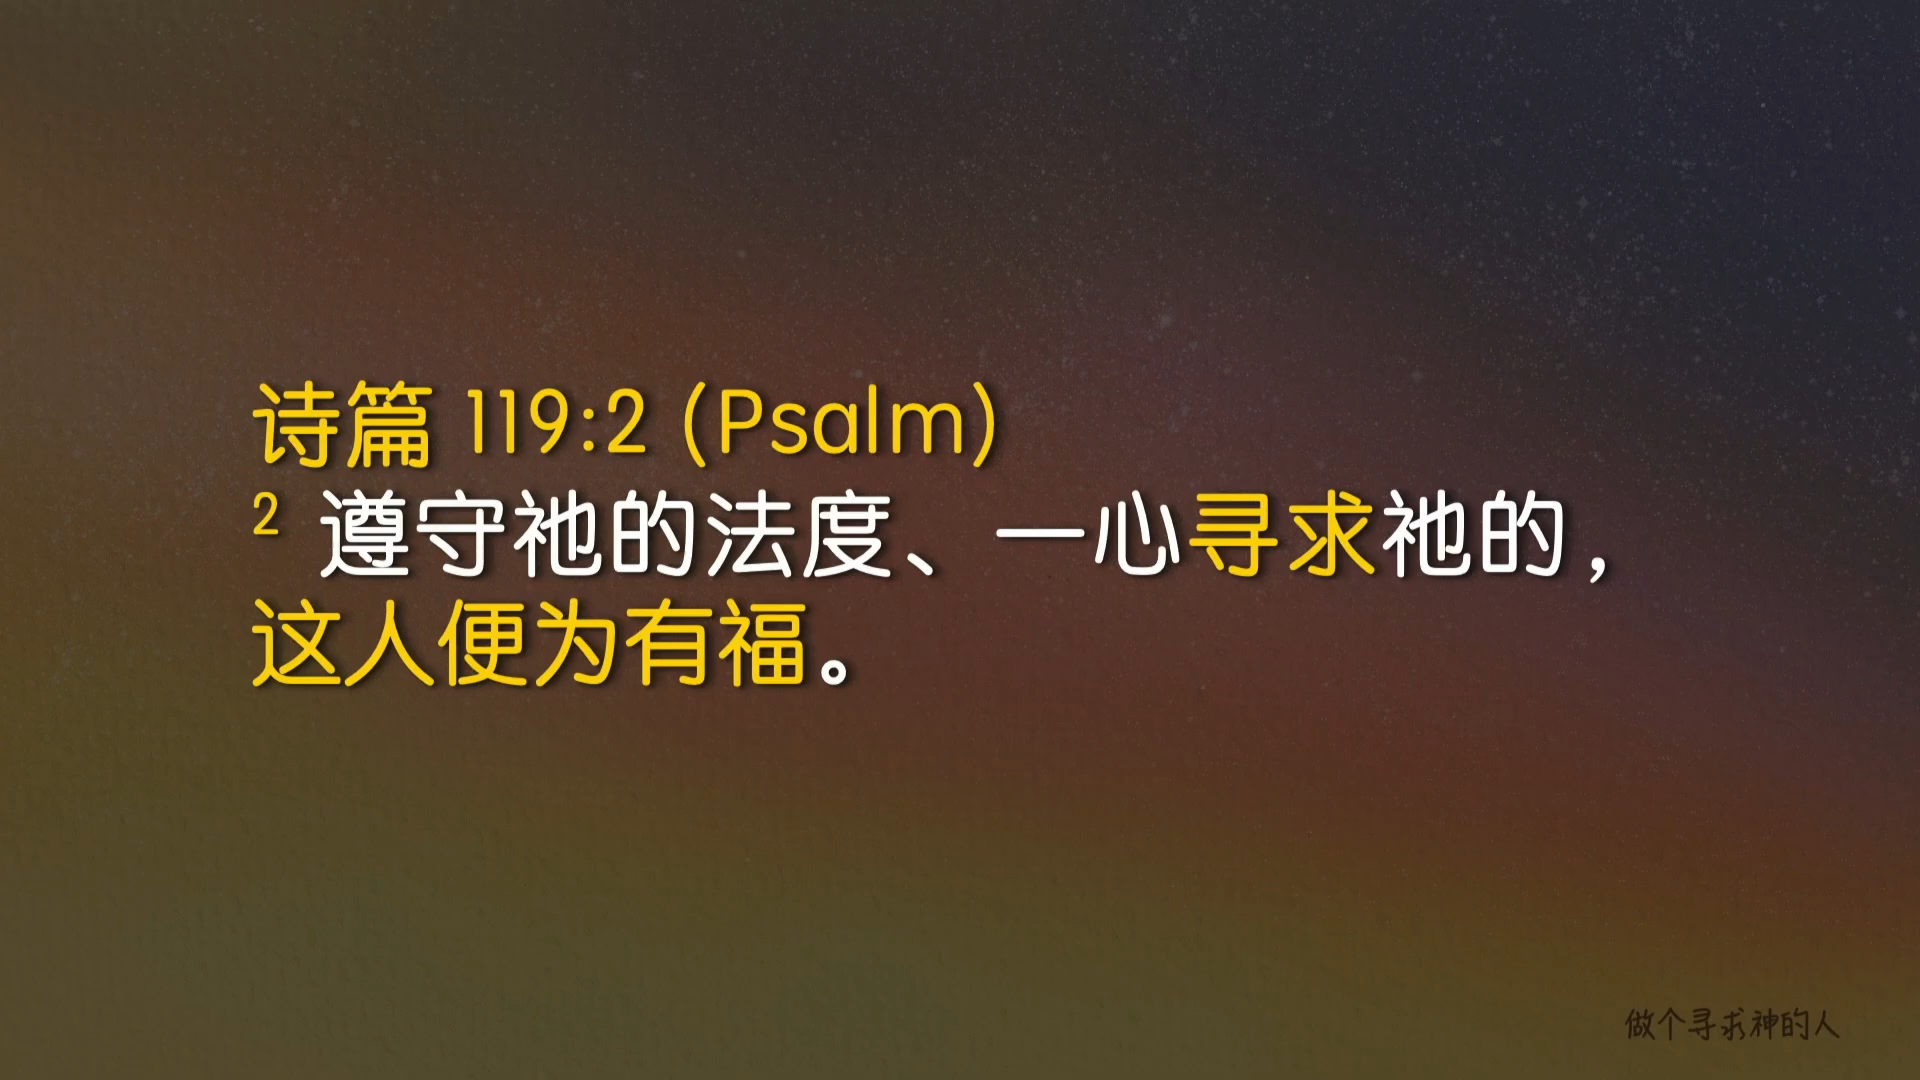 诗篇 119:2 (Psalm)
2 遵守祂的法度、一心寻求祂的,
这人便为有福。
做个寻求神的人